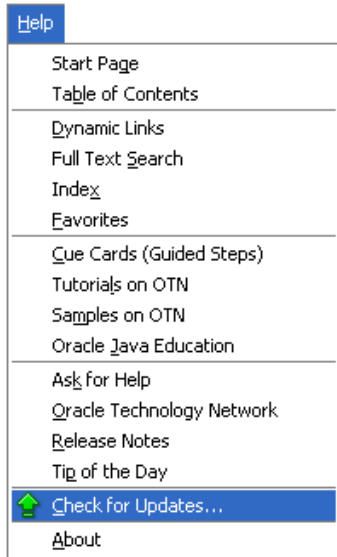 Help
Start Page
Table of Contents
Dynamic Links
Full Text Search
Index
Favorites
Cue Cards (Guided Steps)
Tutorials on OTN
Samples on OTN
Oracle Java Education
Ask for Help
Oracle Technology Network
Release Notes
Tip of the Day
Check for Updates...
About